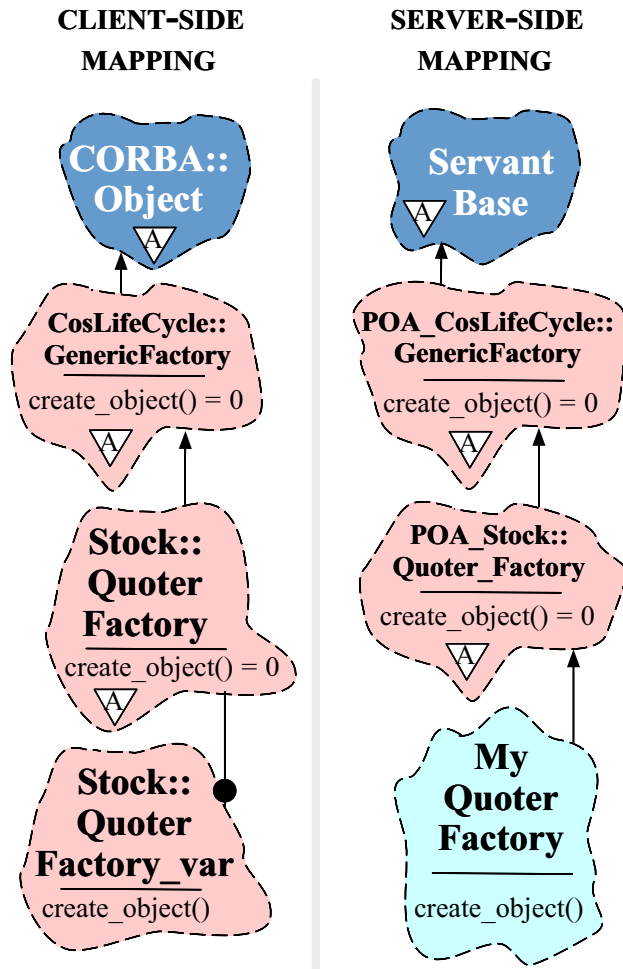 CLIENT-SIDE
MAPPING
CORBA::
Object
A
CosLifeCycle::
GenericFactory
create_object() = 0
A
Stock::
Quoter
Factory
create_object() = 0
A
Stock::
Quoter
Factory_var
create_object()
SERVER-SIDE
MAPPING
Servant
Base
A
POA_CosLifeCycle::
GenericFactory
create_object() = 0
A
POA_Stock::
Quoter_Factory
create_object() = 0
A
My
Quoter
Factory
create_object()